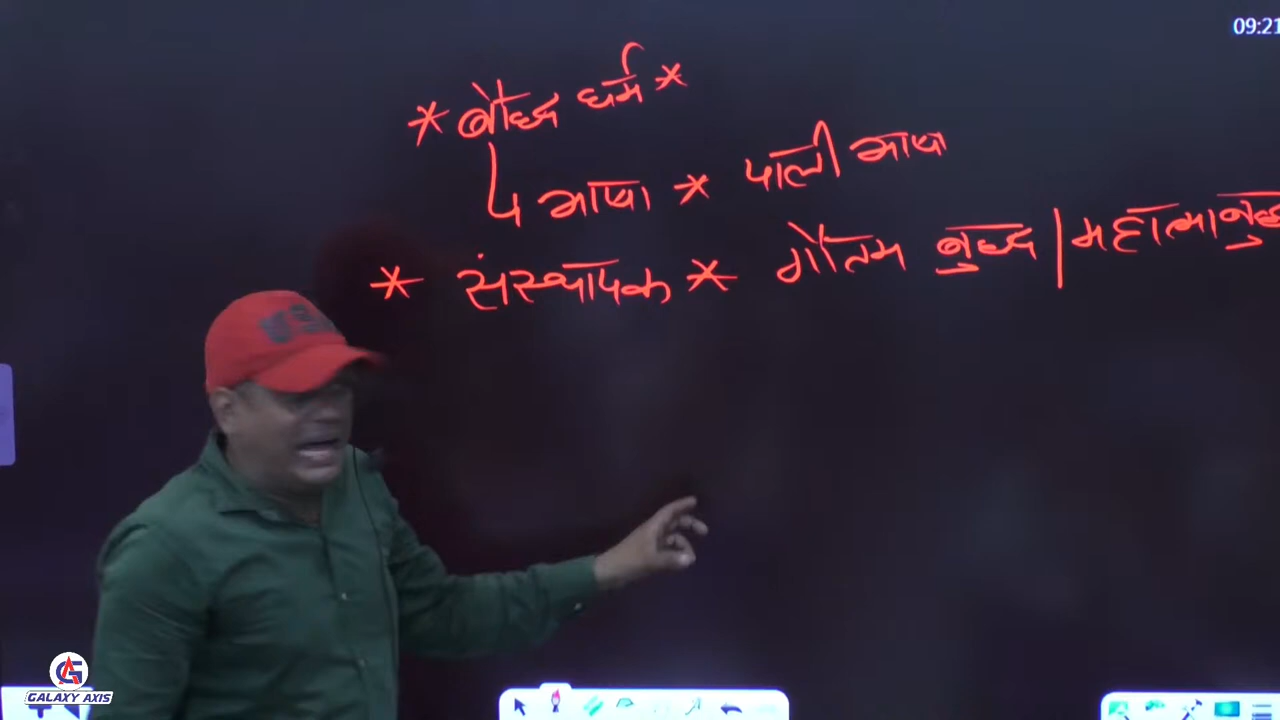 09:21
* बौद्ध धर्म *
भाषा * पाली भाषा
* संस्थापक * गौतम बुद्ध | महात्मा बुद्ध
GALAXY AXIS